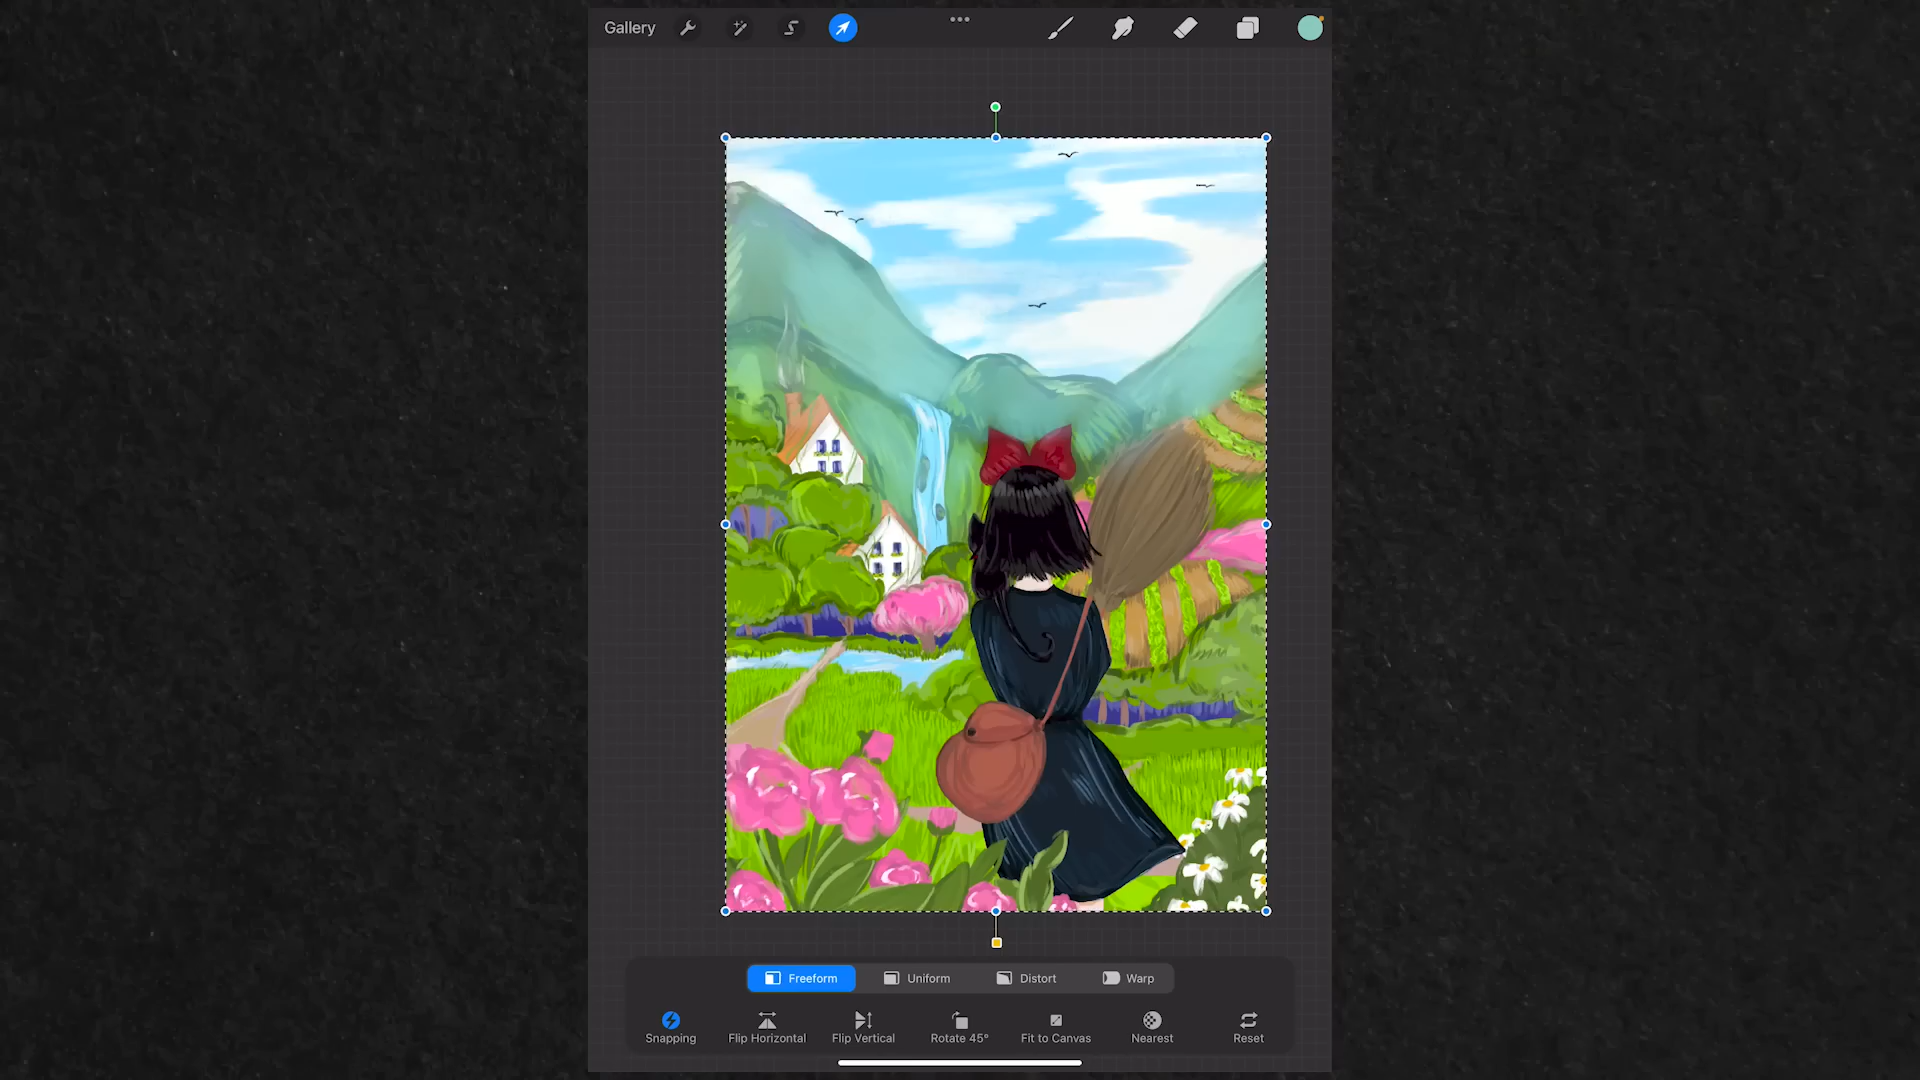 Gallery
Freeform Uniform Distort Warp
Snapping Flip Horizontal Flip Vertical Rotate 45° Fit to Canvas Nearest Reset